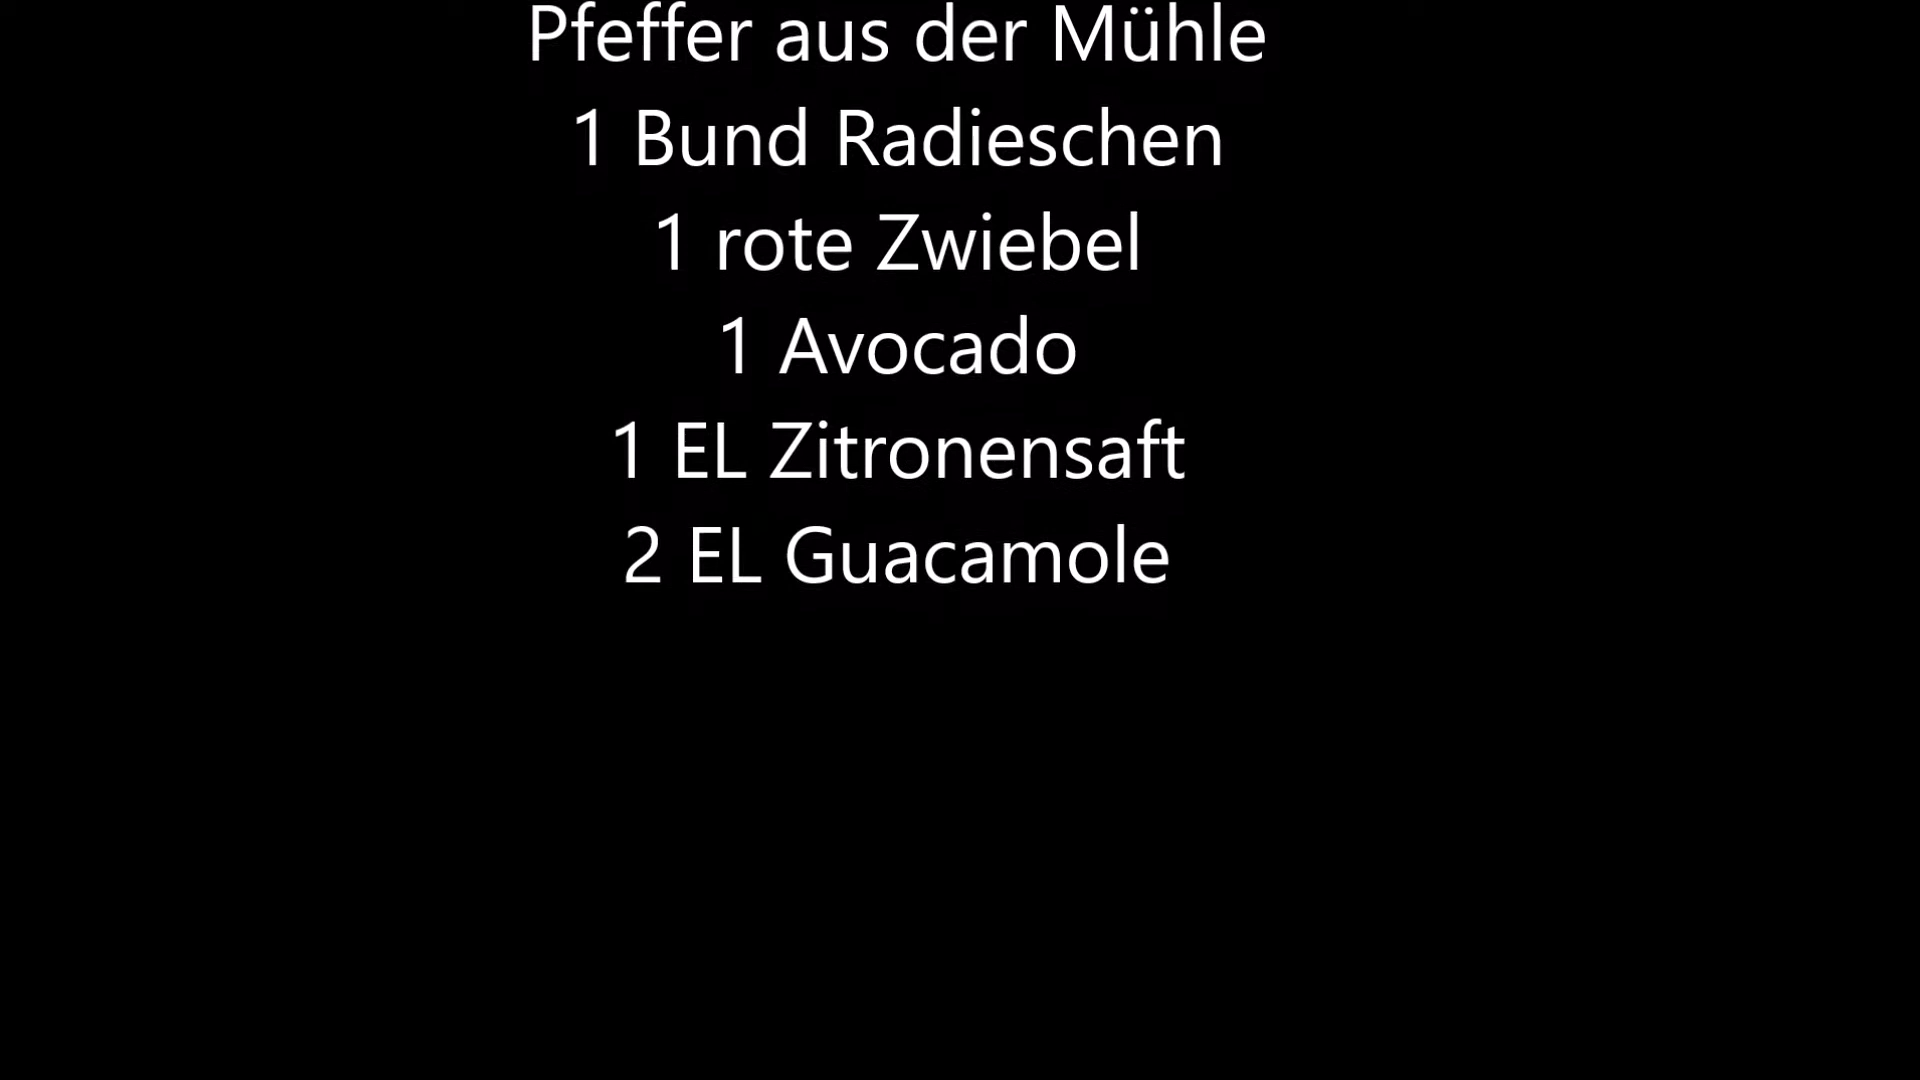 Pfeffer aus der Mühle
1 Bund Radieschen
1 rote Zwiebel
1 Avocado
1 EL Zitronensaft
2 EL Guacamole